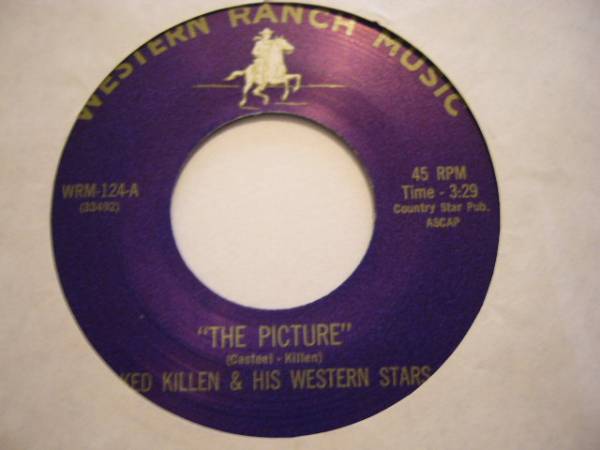 WESTERN RANCH MUSIC
WRM-124-A
(33492)
45 RPM
Time - 3:29
Country Star Pub.
ASCAP
"THE PICTURE"
(Casteel - Killen)
KED KILLEN & HIS WESTERN STARS